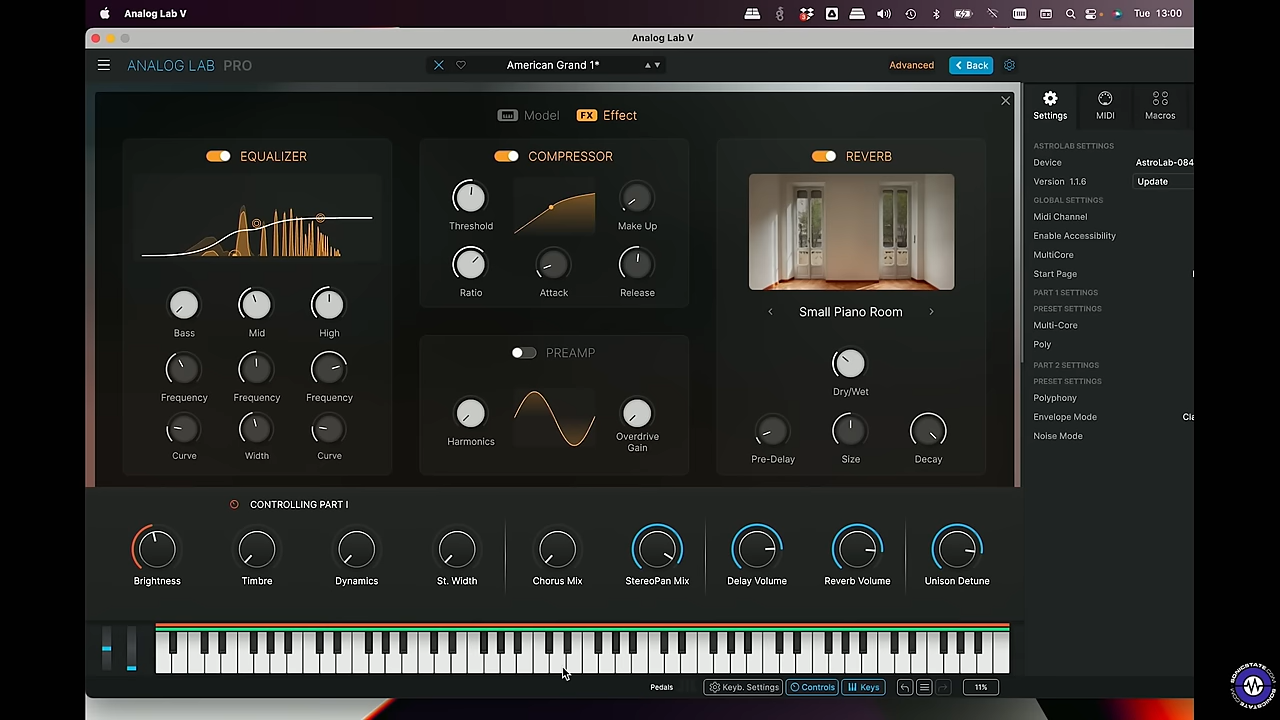 Analog Lab V
Tue 13:00
Analog Lab V
ANALOG LAB PRO
American Grand 1*
Advanced
Back
Model
FX Effect
Settings
MIDI
Macros
EQUALIZER
COMPRESSOR
REVERB
Threshold
Make Up
Ratio
Attack
Release
Bass
Mid
High
Frequency
Frequency
Frequency
Curve
Width
Curve
PREAMP
Harmonics
Overdrive
Gain
Small Piano Room
Dry/Wet
Pre-Delay
Size
Decay
ASTROLAB SETTINGS
Device AstroLab-084
Version 1.1.6 Update
GLOBAL SETTINGS
Midi Channel
Enable Accessibility
MultiCore
Start Page
PART 1 SETTINGS
PRESET SETTINGS
Multi-Core
Poly
PART 2 SETTINGS
PRESET SETTINGS
Polyphony
Envelope Mode Cla
Noise Mode
CONTROLLING PART I
Brightness
Timbre
Dynamics
St. Width
Chorus Mix
StereoPan Mix
Delay Volume
Reverb Volume
Unison Detune
Pedals
Keyb. Settings
Controls
Keys
11%